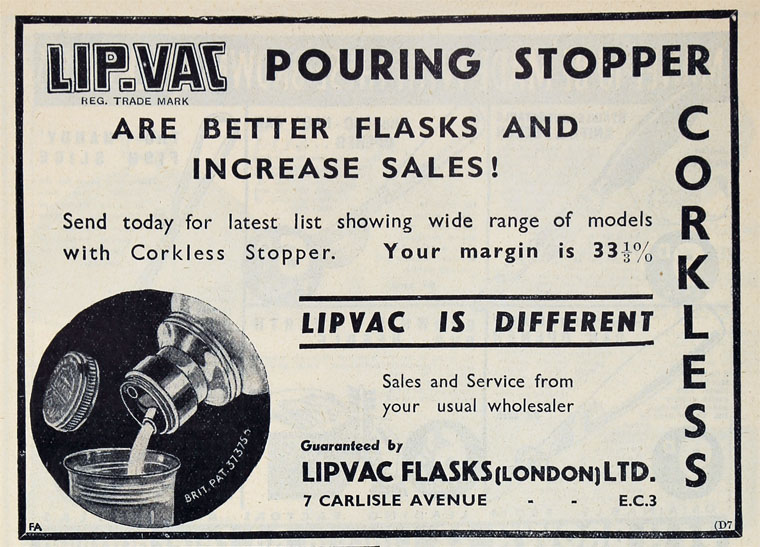 LIP.VAC POURING STOPPER
REG. TRADE MARK
CORKLESS
ARE BETTER FLASKS AND
INCREASE SALES!
Send today for latest list showing wide range of models
with Corkless Stopper. Your margin is 33⅓%
LIPVAC IS DIFFERENT
Sales and Service from
your usual wholesaler
BRIT. PAT. 373755
Guaranteed by
LIPVAC FLASKS (LONDON) LTD.
7 CARLISLE AVENUE - - E.C.3
FA
(D7